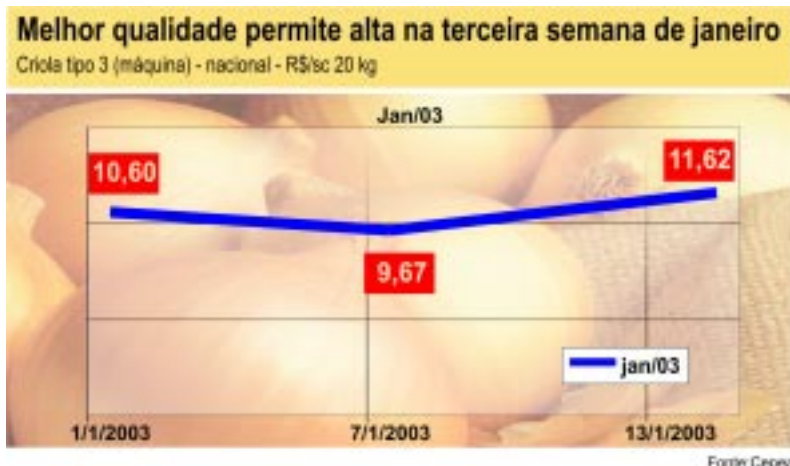 Melhor qualidade permite alta na terceira semana de janeiro
Criola tipo 3 (máquina) - nacional - R$/sc 20 kg
Jan/03
10,60
11,62
9,67
jan/03
1/1/2003
7/1/2003
13/1/2003
Fonte:Cepea